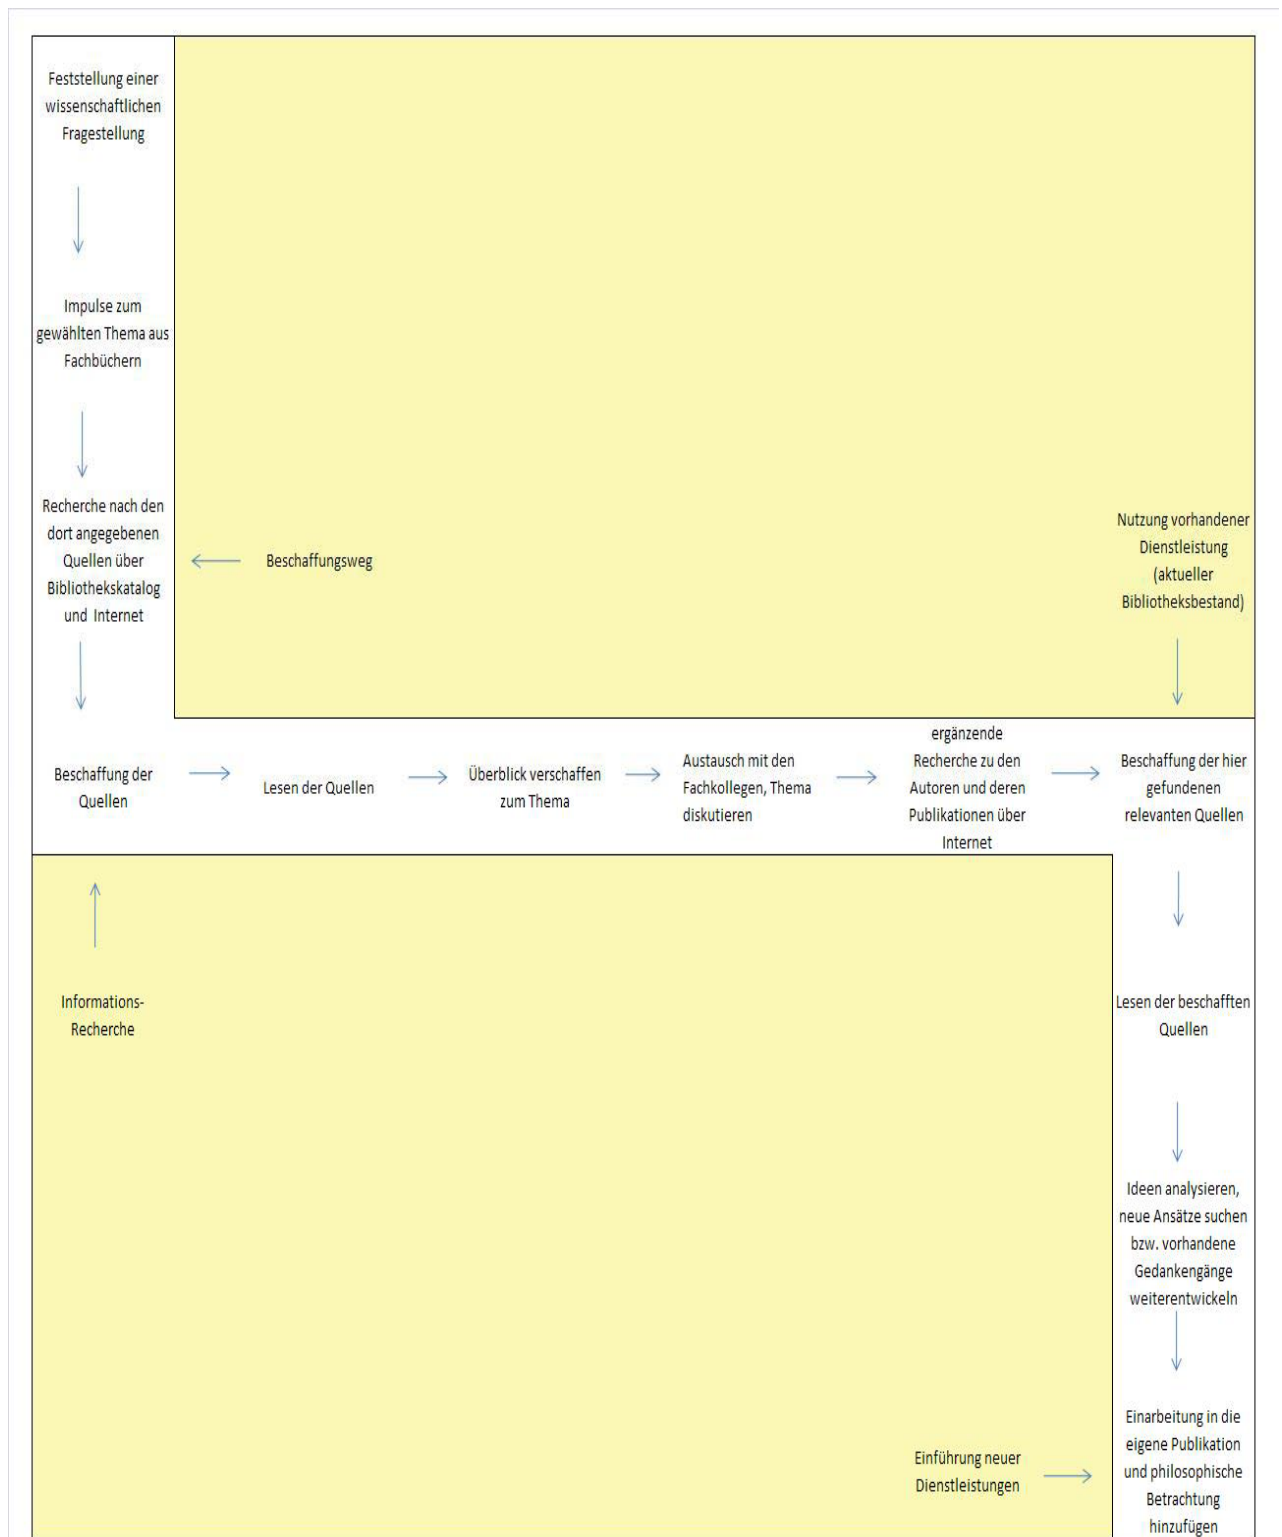 Feststellung einer
wissenschaftlichen
Fragestellung
Impulse zum
gewählten Thema aus
Fachbüchern
Recherche nach den
dort angegebenen
Quellen über
Bibliothekskatalog
und Internet
Beschaffungsweg
Nutzung vorhandener
Dienstleistung
(aktueller
Bibliotheksbestand)
Beschaffung der
Quellen
Lesen der Quellen
Überblick verschaffen
zum Thema
Austausch mit den
Fachkollegen, Thema
diskutieren
ergänzende
Recherche zu den
Autoren und deren
Publikationen über
Internet
Beschaffung der hier
gefundenen
relevanten Quellen
Informations-
Recherche
Lesen der beschafften
Quellen
Ideen analysieren,
neue Ansätze suchen
bzw. vorhandene
Gedankengänge
weiterentwickeln
Einführung neuer
Dienstleistungen
Einarbeitung in die
eigene Publikation
und philosophische
Betrachtung
hinzufügen